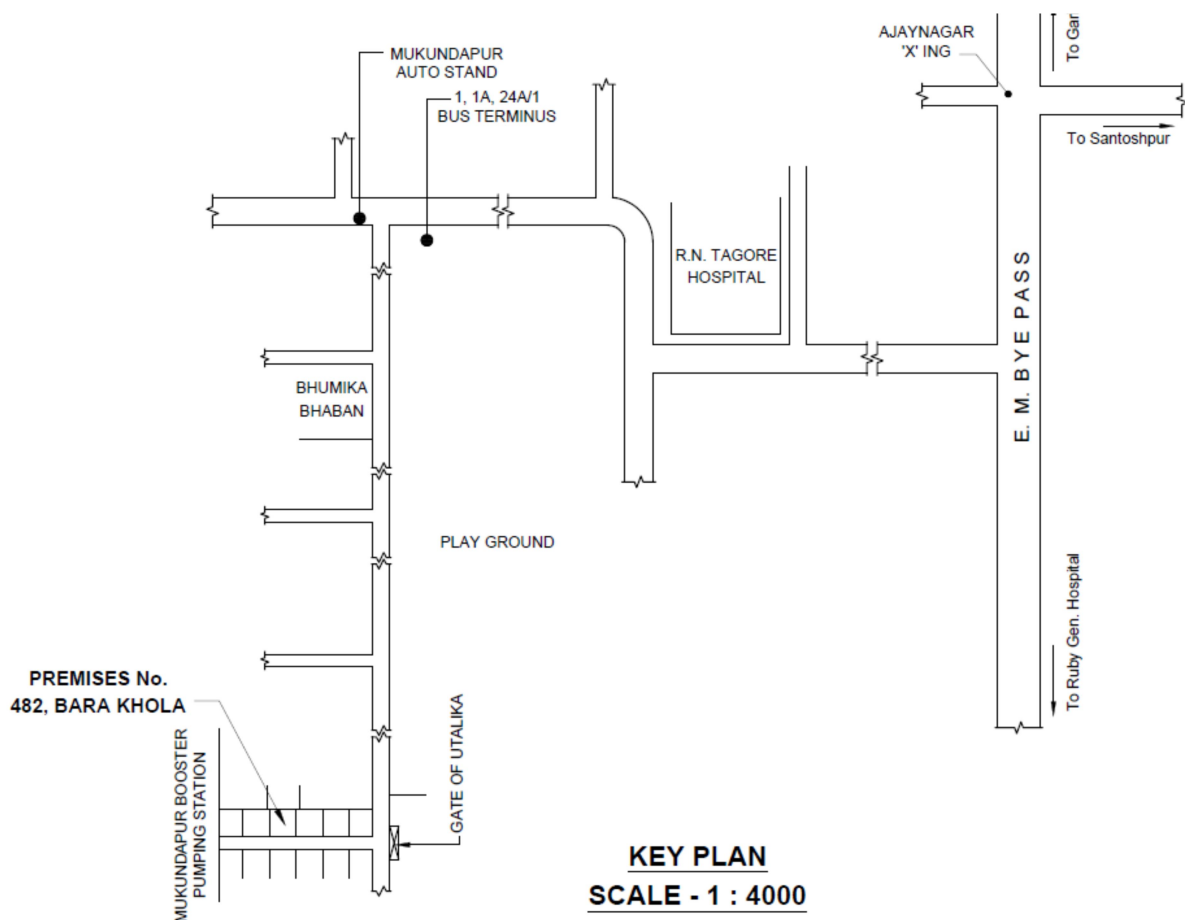 MUKUNDAPUR
AUTO STAND
1, 1A, 24A/1
BUS TERMINUS
AJAYNAGAR
'X' ING
To Gar
To Santoshpur
R.N. TAGORE
HOSPITAL
E. M. BYE PASS
BHUMIKA
BHABAN
PLAY GROUND
To Ruby Gen. Hospital
PREMISES No.
482, BARA KHOLA
MUKUNDAPUR BOOSTER
PUMPING STATION
GATE OF UTALIKA
KEY PLAN
SCALE - 1 : 4000